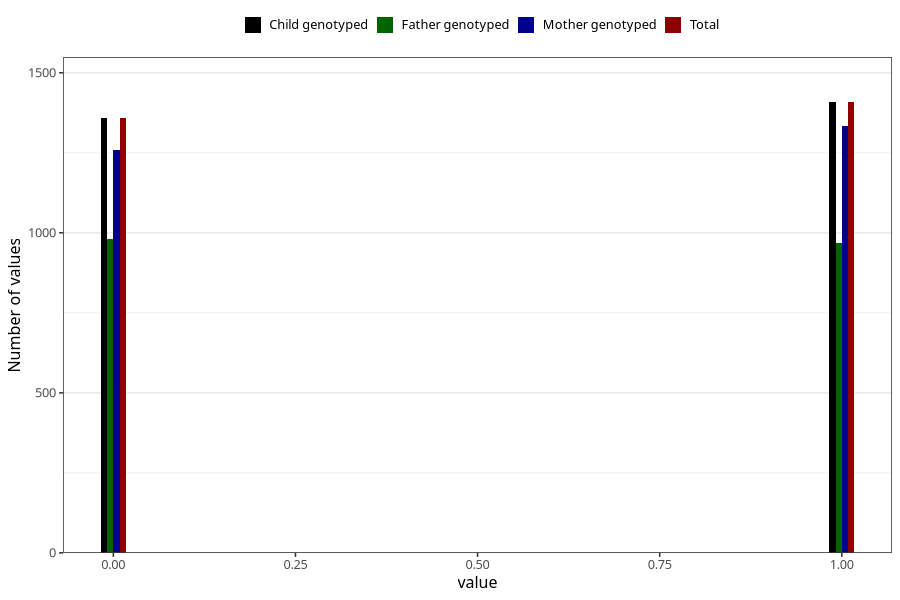 Child genotyped Father genotyped Mother genotyped Total
1500
1000
500
0
Number of values
0.00 0.25 0.50 0.75 1.00
value